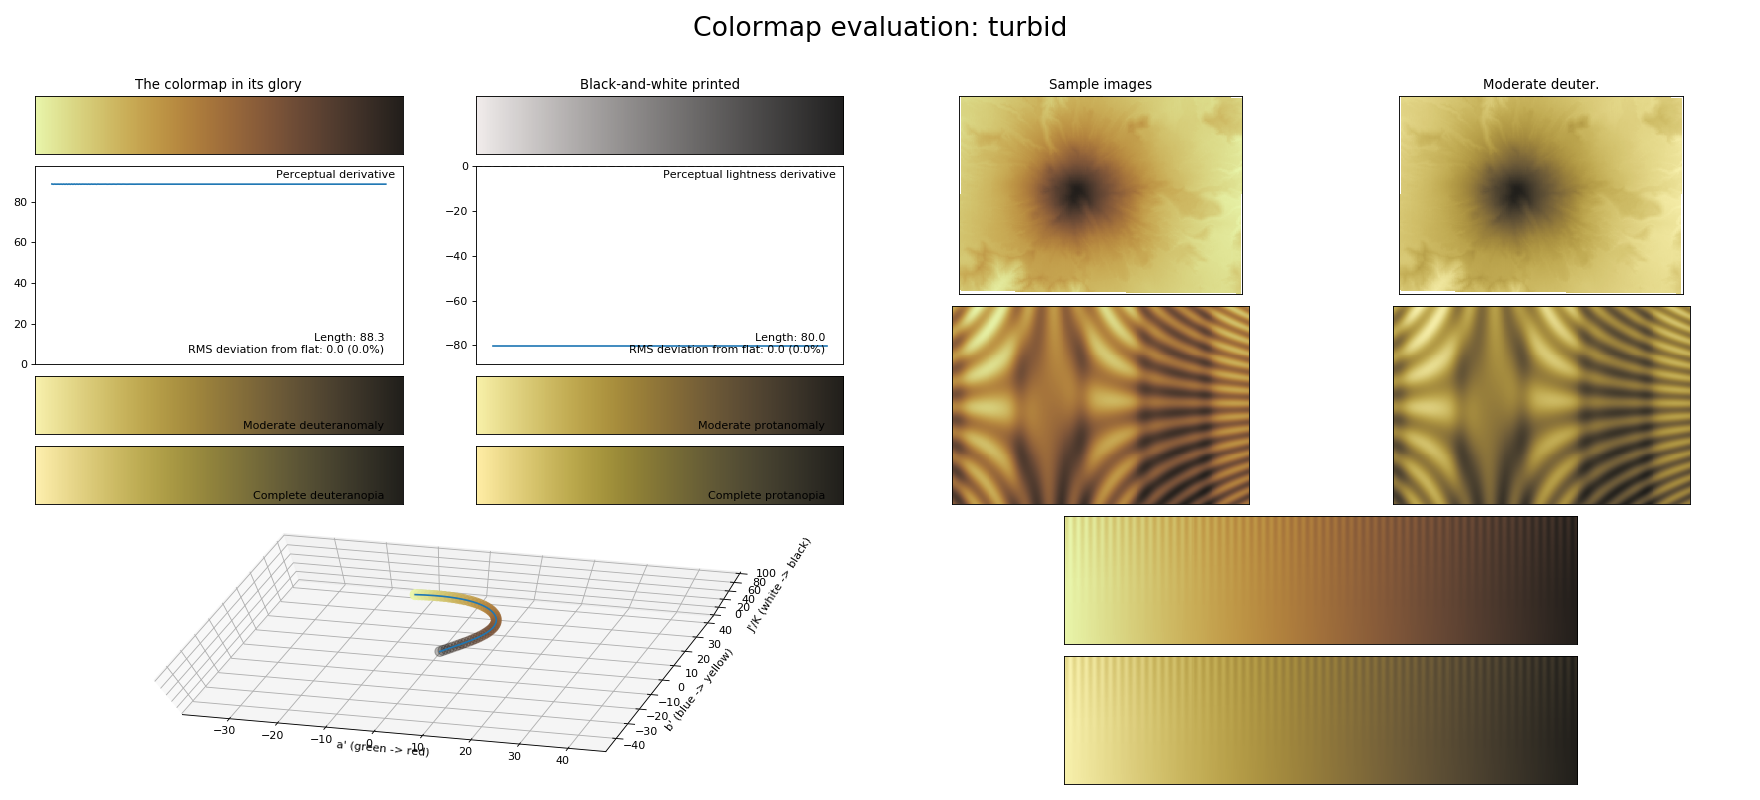 Colormap evaluation: turbid
The colormap in its glory
Black-and-white printed
Sample images
Moderate deuter.
Perceptual derivative
80
60
40
20
0
Length: 88.3
RMS deviation from flat: 0.0 (0.0%)
Perceptual lightness derivative
0
−20
−40
−60
−80
Length: 80.0
RMS deviation from flat: 0.0 (0.0%)
Moderate deuteranomaly
Moderate protanomaly
Complete deuteranopia
Complete protanopia
100
80
60
40
20
0
J'/K (white -> black)
40
30
20
10
0
−10
−20
−30
−40
b' (blue -> yellow)
−30
−20
−10
0
10
20
30
40
a' (green -> red)